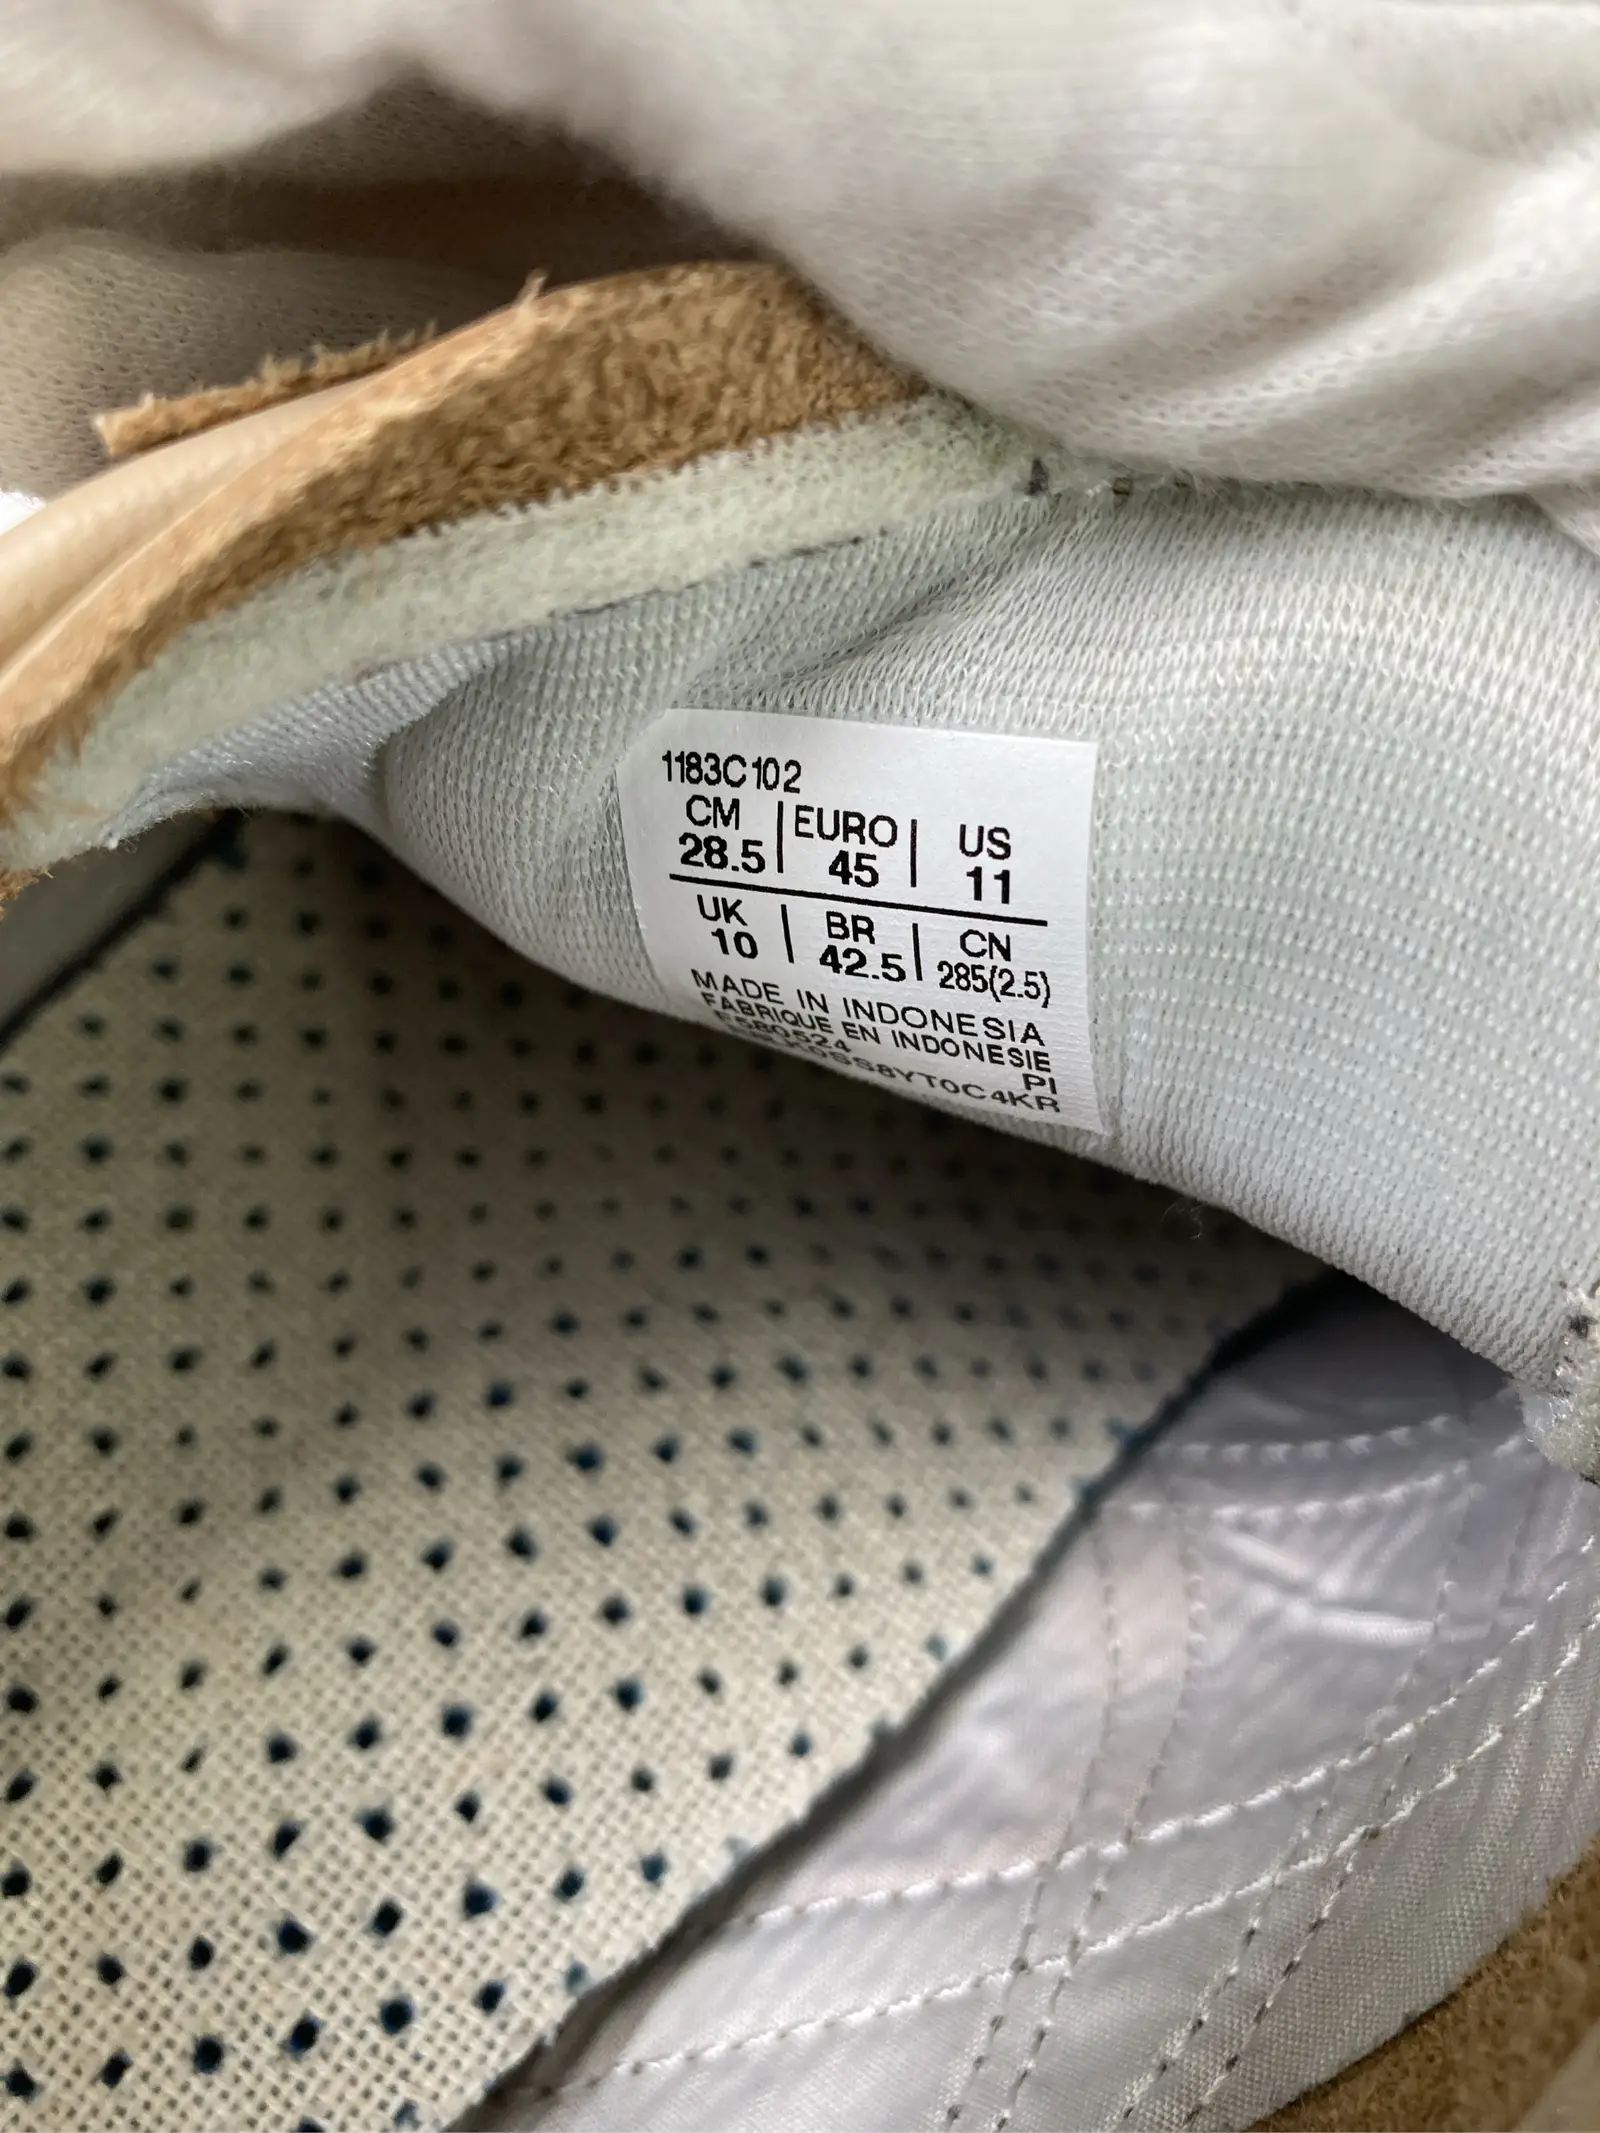 1183C102
CM | EURO | US
28.5 | 45 | 11
UK | BR | CN
10 | 42.5 | 285(2.5)
MADE IN INDONESIA
FABRIQUE EN INDONESIE
PI